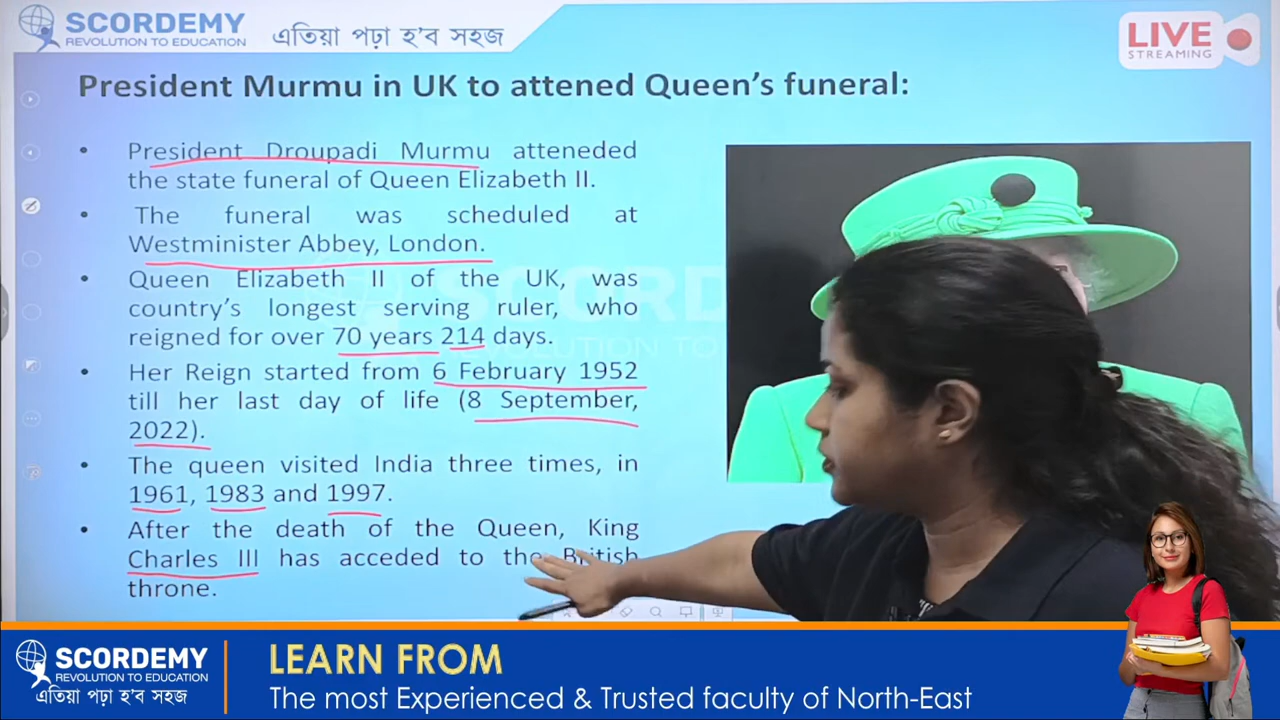 SCORDEMY
REVOLUTION TO EDUCATION
এতিয়া পঢ়া হ'ব সহজ
LIVE
STREAMING
President Murmu in UK to attened Queen's funeral:
• President Droupadi Murmu atteneded
the state funeral of Queen Elizabeth II.
• The funeral was scheduled at
Westminister Abbey, London.
• Queen Elizabeth II of the UK, was
country's longest serving ruler, who
reigned for over 70 years 214 days.
• Her Reign started from 6 February 1952
till her last day of life (8 September,
2022).
• The queen visited India three times, in
1961, 1983 and 1997.
• After the death of the Queen, King
Charles III has acceded to the British
throne.
SCORDEMY
REVOLUTION TO EDUCATION
এতিয়া পঢ়া হ'ব সহজ
LEARN FROM
The most Experienced & Trusted faculty of North-East